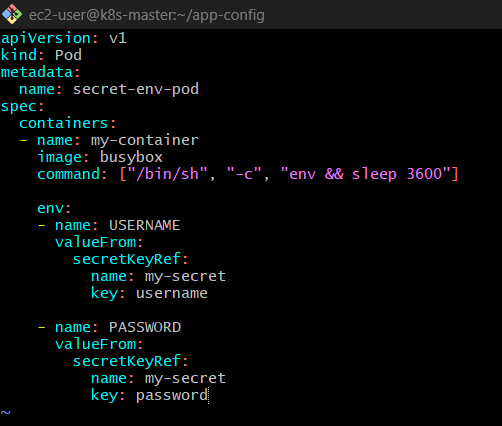 ec2-user@k8s-master:~/app-config
apiVersion: v1
kind: Pod
metadata:
  name: secret-env-pod
spec:
  containers:
  - name: my-container
    image: busybox
    command: ["/bin/sh", "-c", "env && sleep 3600"]

    env:
    - name: USERNAME
      valueFrom:
        secretKeyRef:
          name: my-secret
          key: username

    - name: PASSWORD
      valueFrom:
        secretKeyRef:
          name: my-secret
          key: password
~